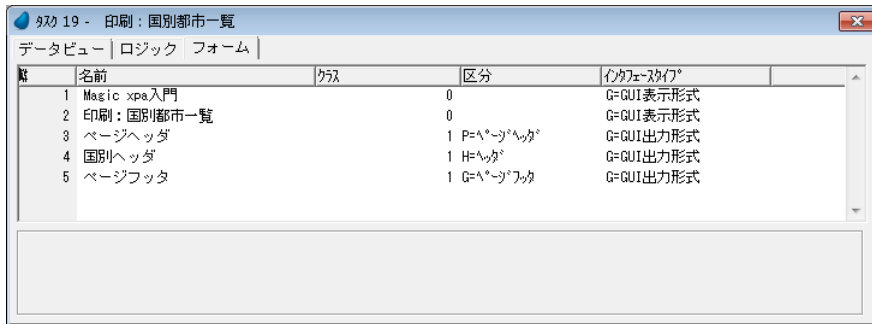 ﾀｽｸ 19 - 印刷：国別都市一覧
データビュー ロジック フォーム
名前 ｸﾗｽ 区分 ｲﾝﾀﾌｪｰｽﾀｲﾌﾟ
1 Magic xpa入門 0 G=GUI表示形式
2 印刷：国別都市一覧 0 G=GUI表示形式
3 ページヘッダ 1 P=ﾍﾟｰｼﾞﾍｯﾀﾞ G=GUI出力形式
4 国別ヘッダ 1 H=ﾍｯﾀﾞ G=GUI出力形式
5 ページフッタ 1 G=ﾍﾟｰｼﾞﾌｯﾀ G=GUI出力形式